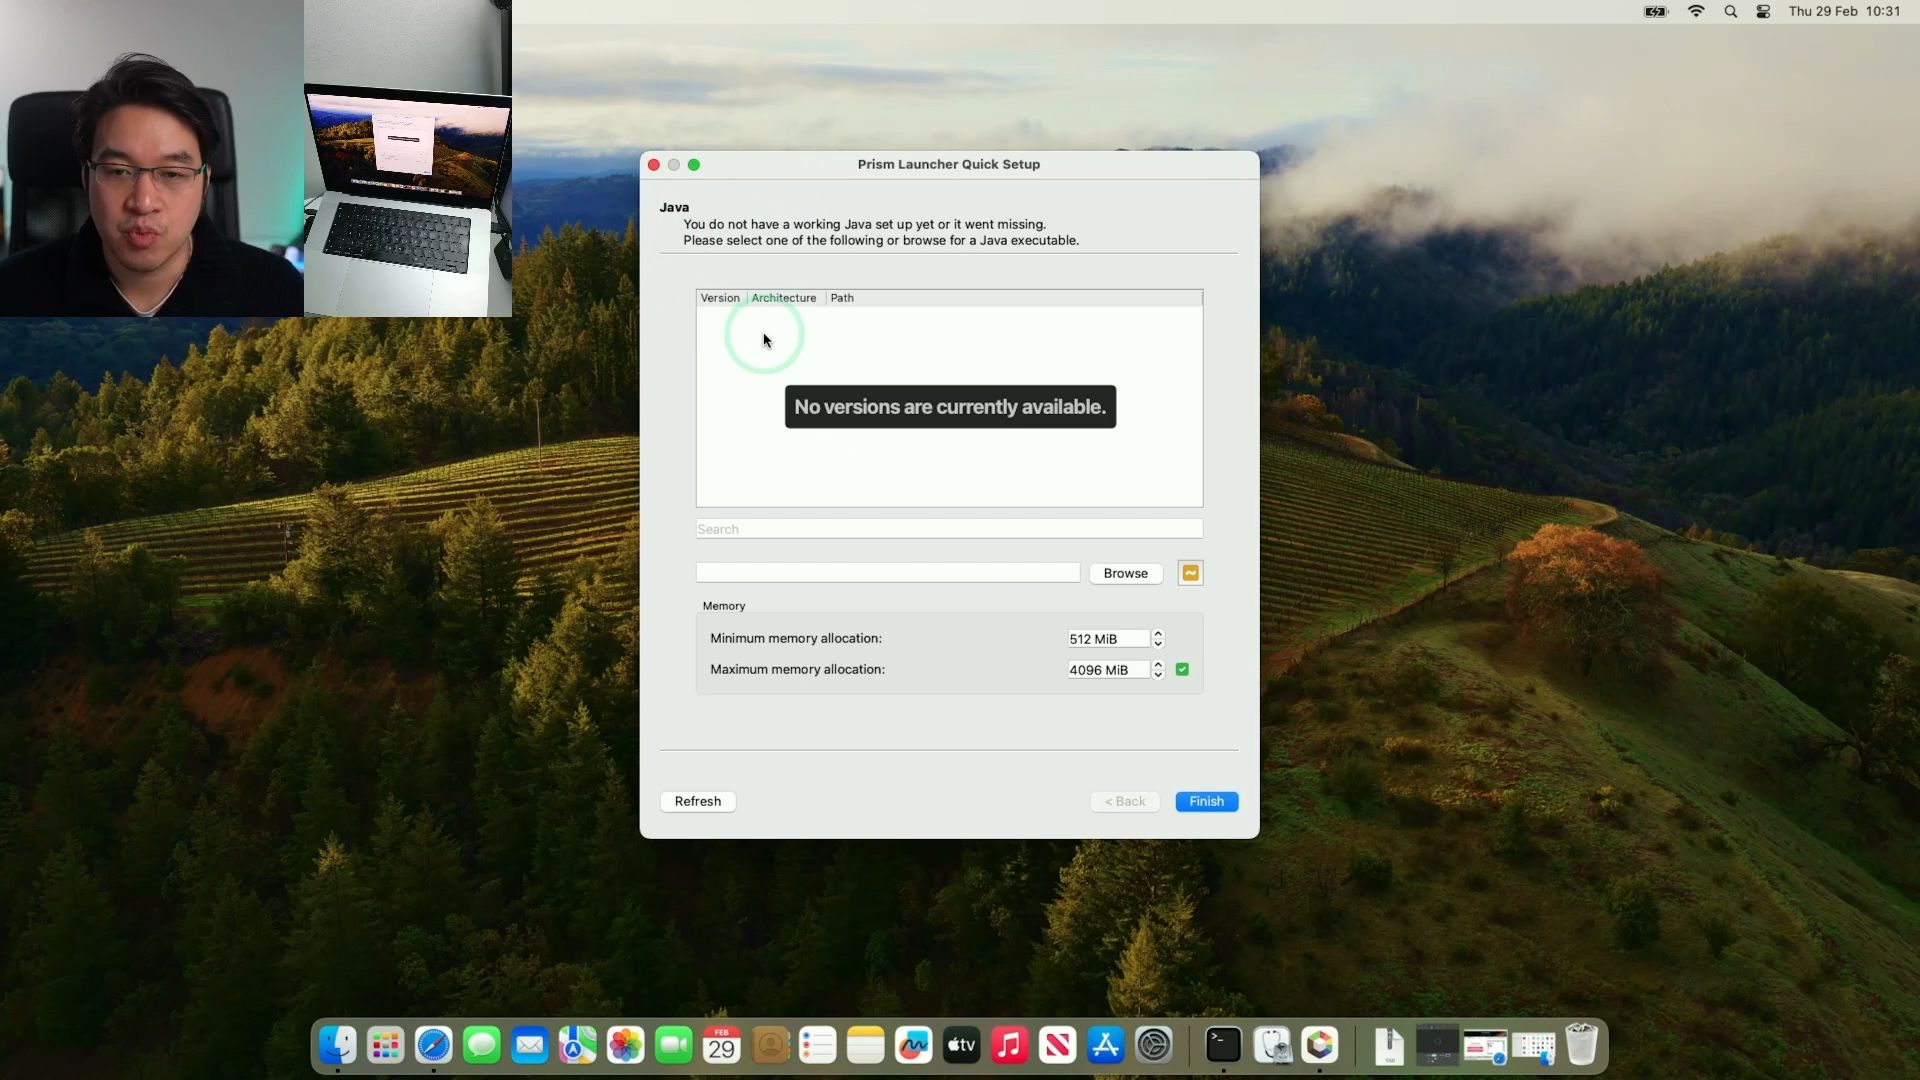 Thu 29 Feb 10:31
Prism Launcher Quick Setup
Java
You do not have a working Java set up yet or it went missing.
Please select one of the following or browse for a Java executable.
Version Architecture Path
No versions are currently available.
Search
Browse
Memory
Minimum memory allocation: 512 MiB
Maximum memory allocation: 4096 MiB
Refresh < Back Finish
FEB
29
tv